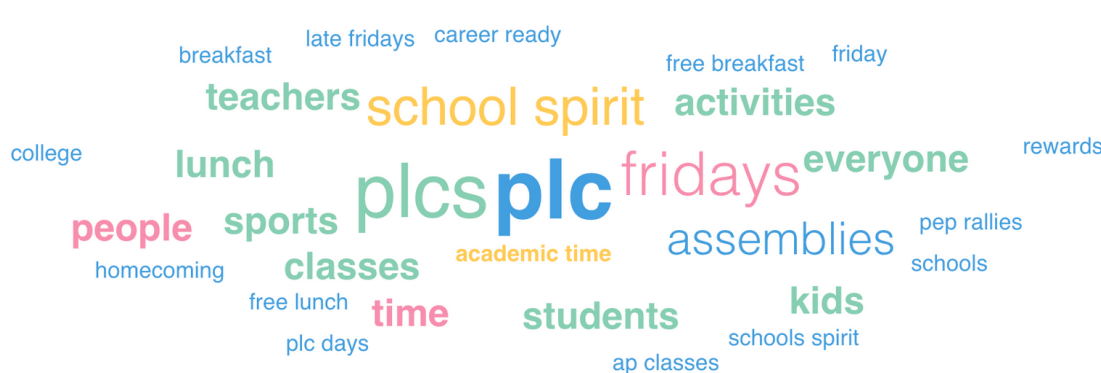 late fridays
career ready
breakfast
free breakfast
friday
teachers
school spirit
activities
college
lunch
plcs
plc
fridays
everyone
rewards
people
sports
academic time
assemblies
pep rallies
homecoming
classes
schools
free lunch
time
students
kids
plc days
schools spirit
ap classes